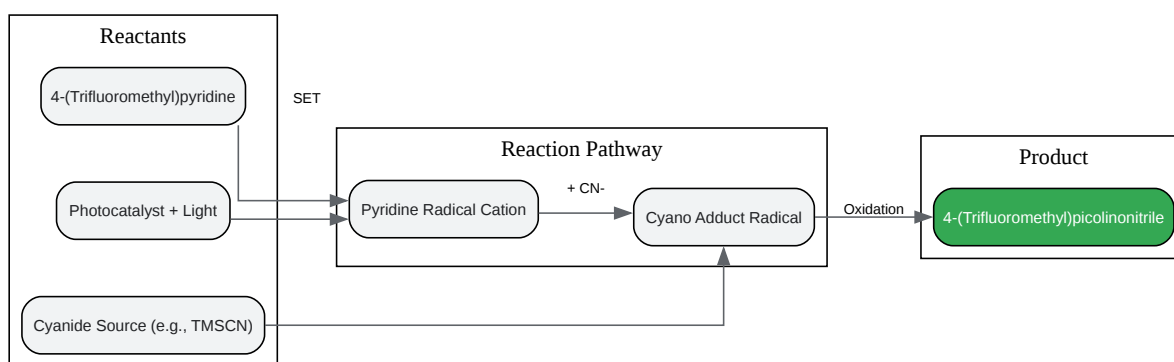 Reactants
4-(Trifluoromethyl)pyridine
SET
Reaction Pathway
Product
Photocatalyst + Light
Pyridine Radical Cation
+ CN-
Cyano Adduct Radical
Oxidation
4-(Trifluoromethyl)picolinonitrile
Cyanide Source (e.g., TMSCN)